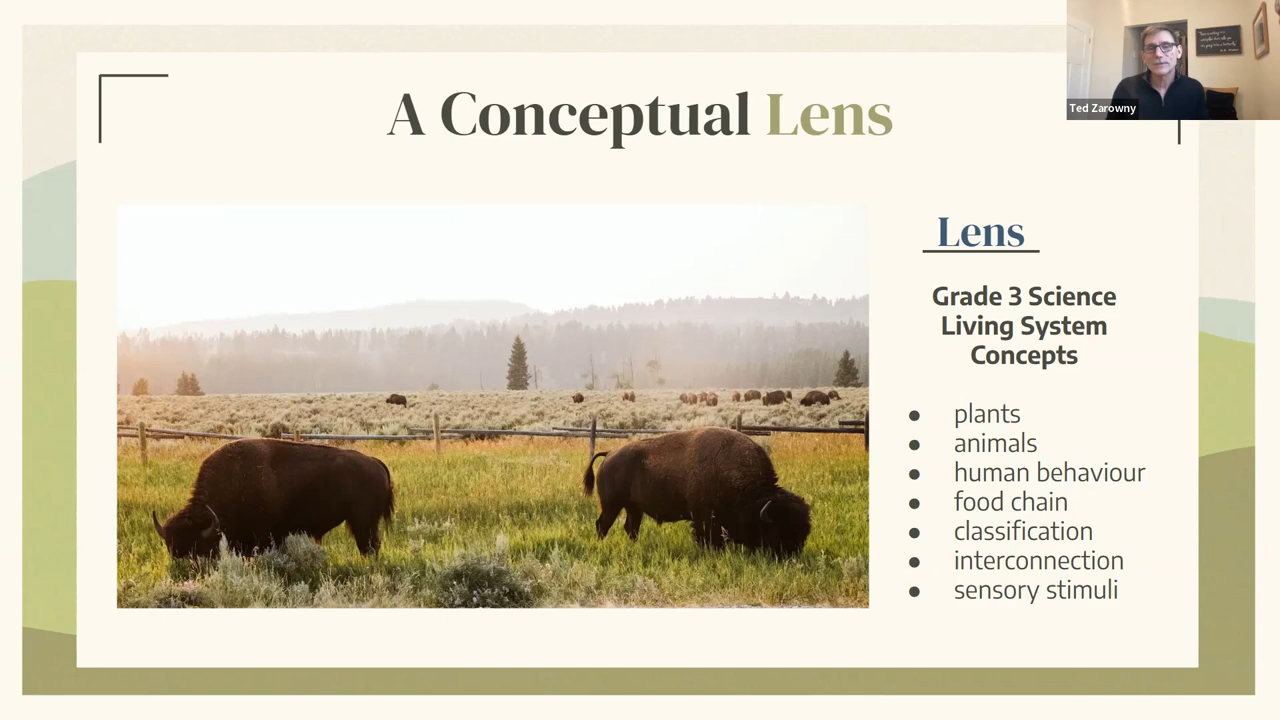 A Conceptual Lens
Ted Zarowny
Lens
Grade 3 Science
Living System
Concepts
● plants
● animals
● human behaviour
● food chain
● classification
● interconnection
● sensory stimuli